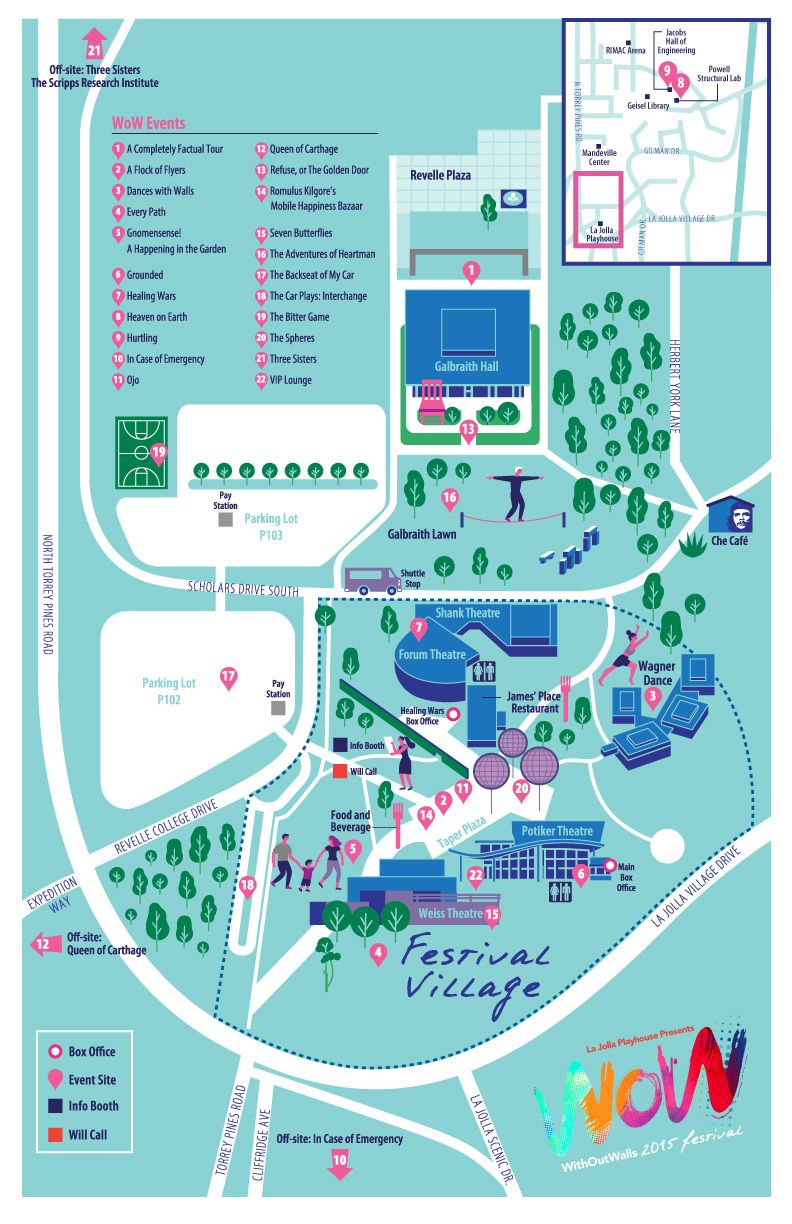 21
Off-site: Three Sisters
The Scripps Research Institute
WoW Events
1 A Completely Factual Tour
2 A Flock of Flyers
3 Dances with Walls
4 Every Path
5 Gnomensense!
A Happening in the Garden
6 Grounded
7 Healing Wars
8 Heaven on Earth
9 Hurtling
10 In Case of Emergency
11 Ojo
12 Queen of Carthage
13 Refuse, or The Golden Door
14 Romulus Kilgore's
Mobile Happiness Bazaar
15 Seven Butterflies
16 The Adventures of Heartman
17 The Backseat of My Car
18 The Car Plays: Interchange
19 The Bitter Game
20 The Spheres
21 Three Sisters
22 VIP Lounge
RIMAC Arena
Jacobs
Hall of
Engineering
9
8
Powell
Structural Lab
Geisel Library
N TORREY PINES RD.
Mandeville
Center
GILMAN DR.
LA JOLLA VILLAGE DR.
GILMAN DR.
La Jolla
Playhouse
Revelle Plaza
1
Galbraith Hall
13
HERBERT YORK LANE
19
Pay
Station
Parking Lot
P103
16
Galbraith Lawn
Che Café
NORTH TORREY PINES ROAD
SCHOLARS DRIVE SOUTH
Shuttle
Stop
Shank Theatre
7
Forum Theatre
Parking Lot
P102
17
Pay
Station
James' Place
Restaurant
Healing Wars
Box Office
Wagner
Dance
3
Info Booth
Will Call
11
2
14
20
Food and
Beverage
Taper Plaza
REVELLE COLLEGE DRIVE
5
Potiker Theatre
22
6
Main
Box
Office
18
EXPEDITION
WAY
Weiss Theatre
15
LA JOLLA VILLAGE DRIVE
12
Off-site:
Queen of Carthage
4
Festival
Village
Box Office
Event Site
Info Booth
Will Call
TORREY PINES ROAD
CLIFFRIDGE AVE
LA JOLLA SCENIC DR.
Off-site: In Case of Emergency
10
La Jolla Playhouse Presents
WOW
WithOutWalls 2015 festival